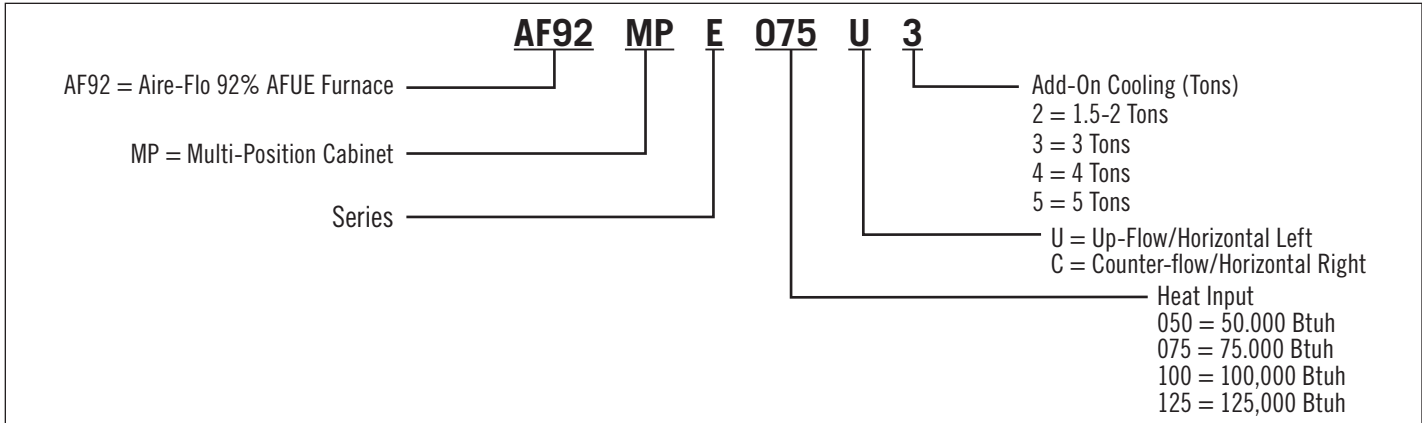 AF92 MP E 075 U 3
AF92 = Aire-Flo 92% AFUE Furnace
MP = Multi-Position Cabinet
Series
Add-On Cooling (Tons)
2 = 1.5-2 Tons
3 = 3 Tons
4 = 4 Tons
5 = 5 Tons
U = Up-Flow/Horizontal Left
C = Counter-flow/Horizontal Right
Heat Input
050 = 50.000 Btuh
075 = 75.000 Btuh
100 = 100,000 Btuh
125 = 125,000 Btuh